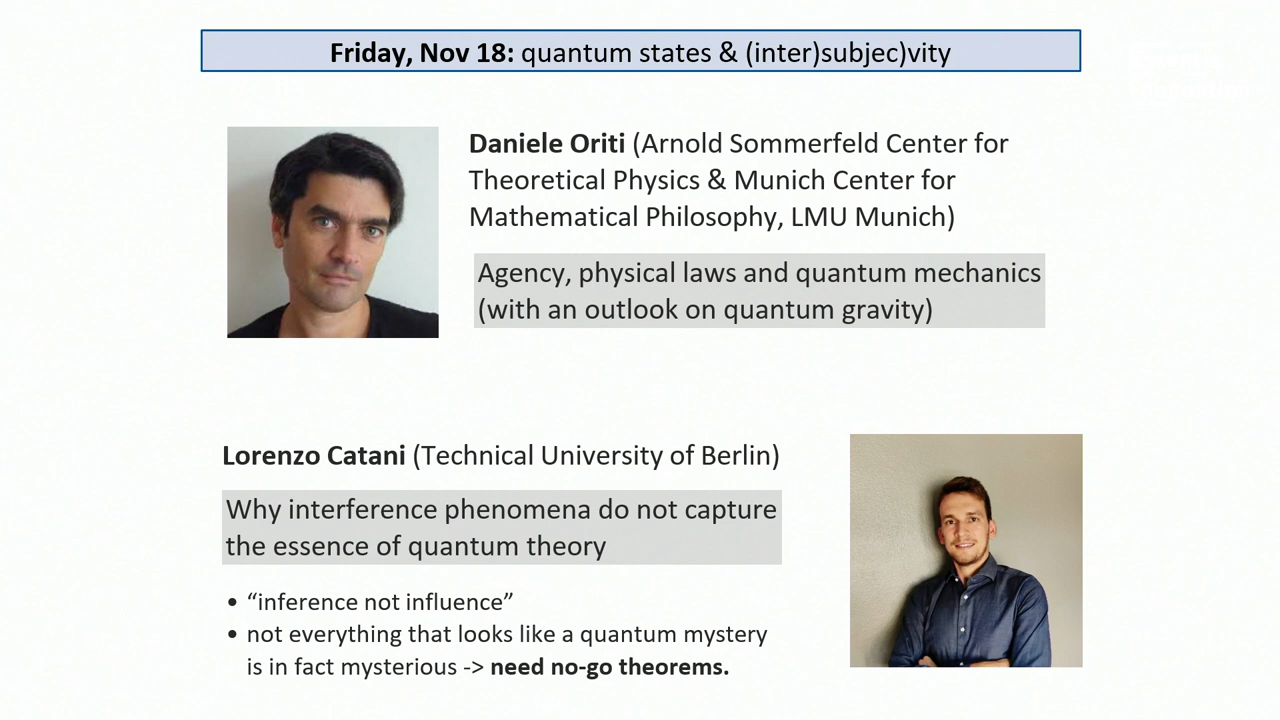 Friday, Nov 18: quantum states & (inter)subjec)vity
Daniele Oriti (Arnold Sommerfeld Center for
Theoretical Physics & Munich Center for
Mathematical Philosophy, LMU Munich)
Agency, physical laws and quantum mechanics
(with an outlook on quantum gravity)
Lorenzo Catani (Technical University of Berlin)
Why interference phenomena do not capture
the essence of quantum theory
• “inference not influence”
• not everything that looks like a quantum mystery
is in fact mysterious -> need no-go theorems.